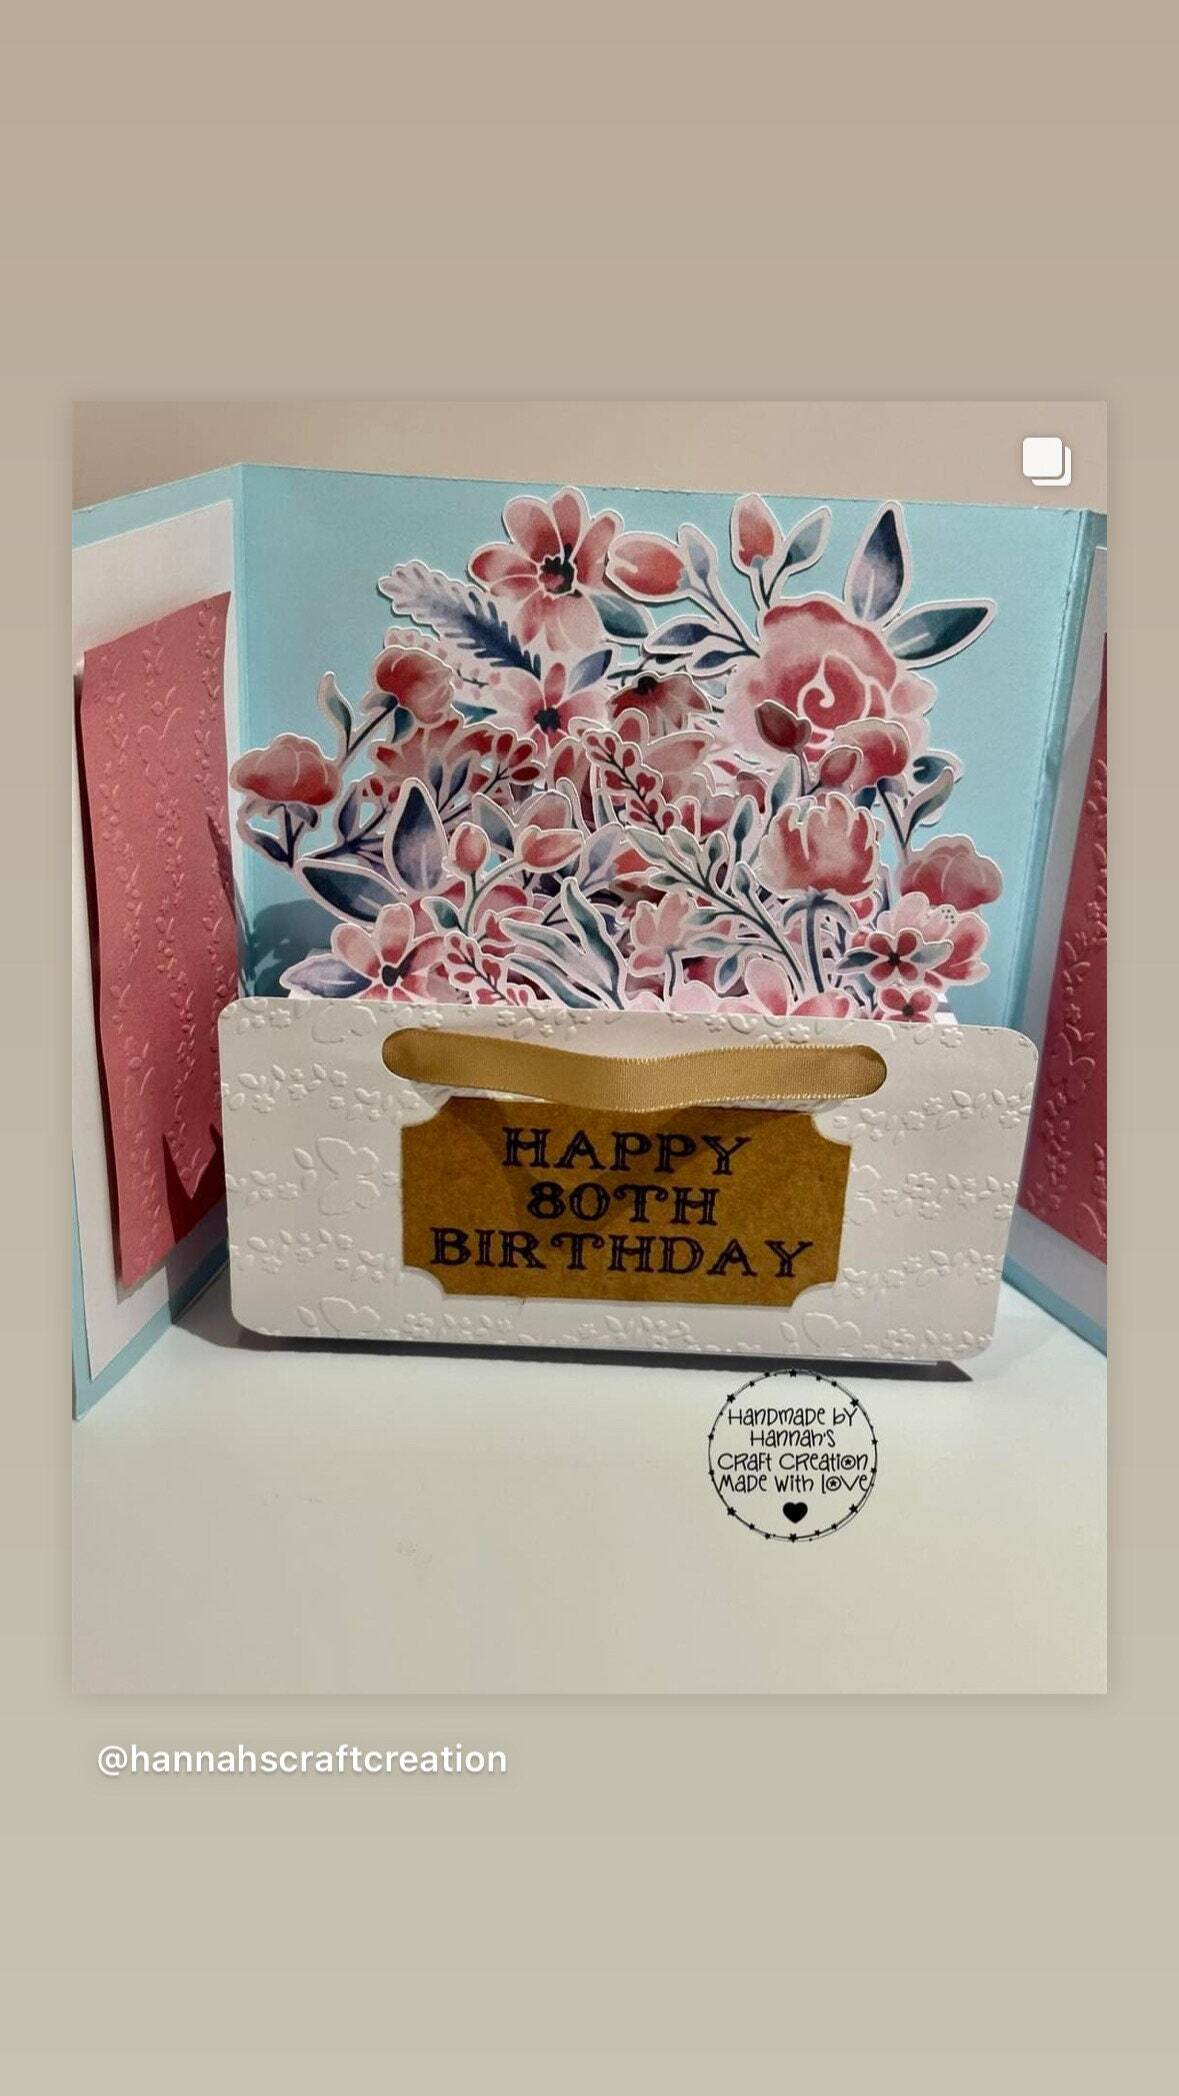 HAPPY
80TH
BIRTHDAY
Handmade by
Hannah's
Craft Creation
Made with love
@hannahscraftcreation